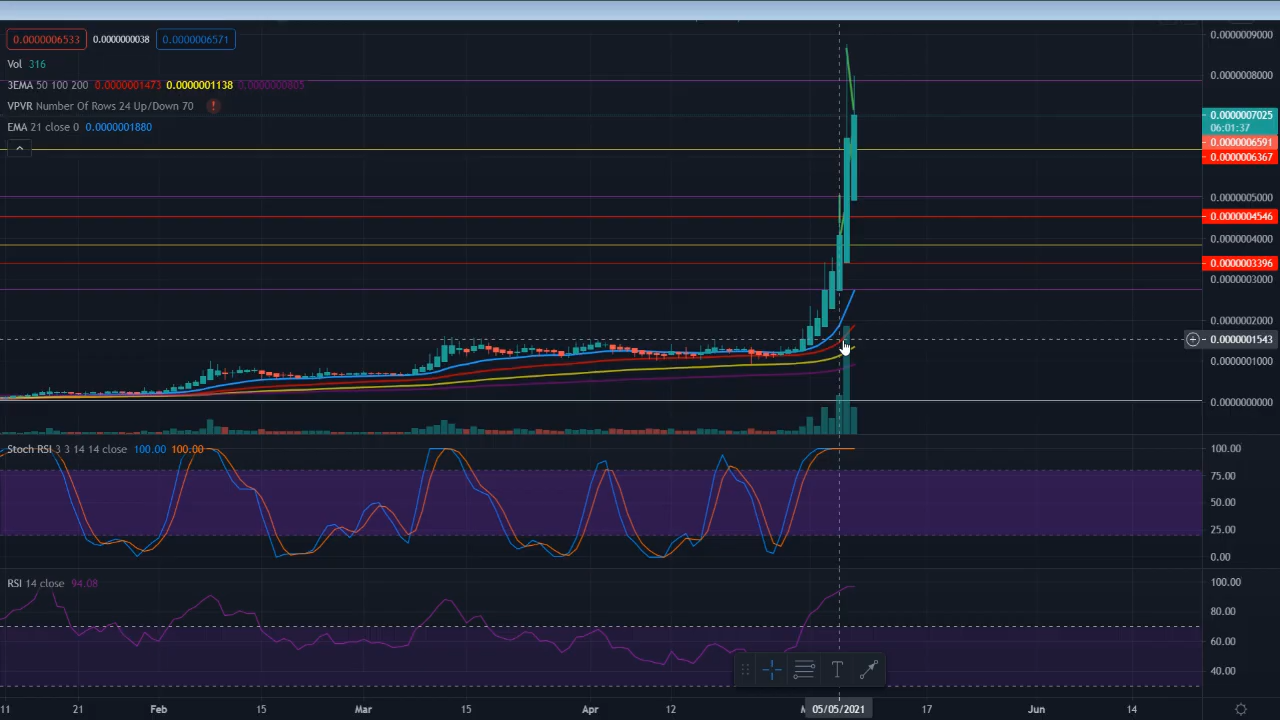 0.0000006533 0.000000038 0.0000006571
Vol 316
3EMA 50 100 200 0.0000001473 0.0000001138 0.0000000805
VPVR Number Of Rows 24 Up/Down 70 !
EMA 21 close 0 0.0000001880
0.0000009000
0.0000008000
0.0000007025
06:01:37
0.0000006591
0.0000006367
0.0000005000
0.0000004546
0.0000004000
0.0000003396
0.0000003000
0.0000002000
0.0000001543
0.0000001000
0.0000000000
Stoch RSI 3 3 14 14 close 100.00 100.00
100.00
75.00
50.00
25.00
0.00
RSI 14 close 94.08
100.00
80.00
60.00
40.00
T
11 21 Feb 15 Mar 15 Apr 12 05/05/2021 17 Jun 14